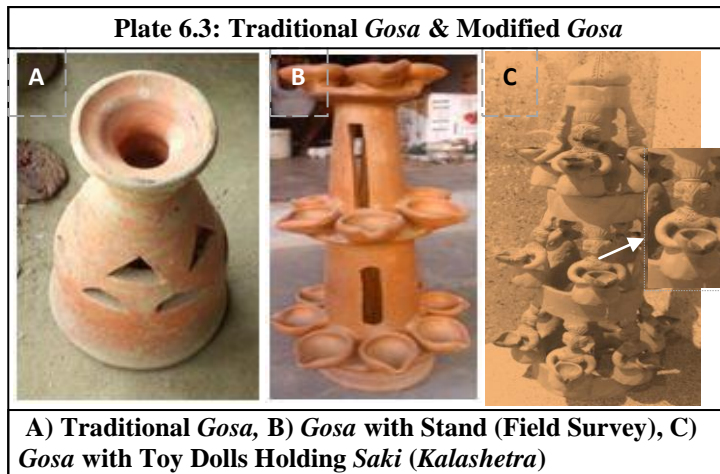 Plate 6.3: Traditional Gosa & Modified Gosa
A
B
C
A) Traditional Gosa, B) Gosa with Stand (Field Survey), C)
Gosa with Toy Dolls Holding Saki (Kalashetra)